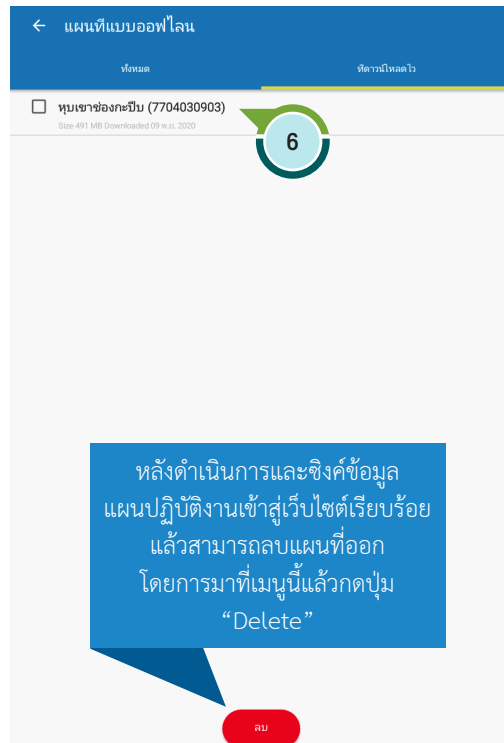 แผนที่แบบออฟไลน
ทั้งหมด
ที่ดาวน์โหลดไว้
หุบเขาช่องกะปีบ (7704030903)
Size 491 MB Downloaded 09 พ.ย. 2020
6
หลังดำเนินการและซิงค์ข้อมูล
แผนปฏิบัติงานเข้าสู่เว็บไซต์เรียบร้อย
แล้วสามารถลบแผนที่ออก
โดยการมาที่เมนูนี้แล้วกดปุ่ม
“Delete”
ลบ